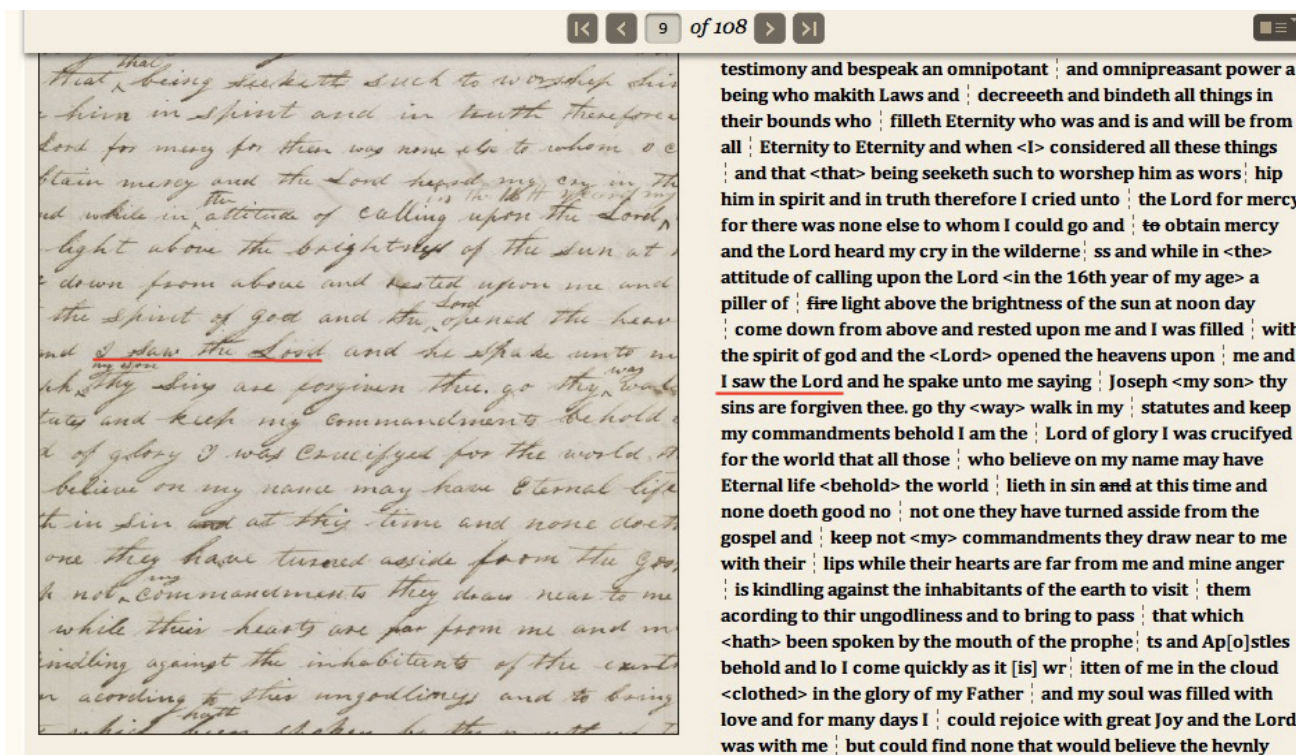 9 of 108
that
that being seeketh such to worshep him
him in spirit and in truth therefore
Lord for mercy for there was none else to whom I c
btain mercy and the Lord heard my cry in the
the in the 16th year of my
nd while in attitude of calling upon the Lord
light above the brightness of the sun at
down from above and rested upon me and
Lord
the spirit of god and the opened the heav
nd I saw the Lord and he spake unto m
my son was
ph thy sins are forgiven thee. go thy walk
tutes and keep my commandments behold
d of glory I was crucifyed for the world th
believe on my name may have Eternal life
th in sin and at this time and none doeth
one they have turned asside from the gos
my
p not commandments they draw near to me
while their hearts are far from me and m
indling against the inhabitants of the earth
acording to thir ungodliness and to bring
hath
which been spoken by the mouth
testimony and bespeak an omnipotant ¦ and omnipreasant power a
being who makith Laws and ¦ decreeeth and bindeth all things in
their bounds who ¦ filleth Eternity who was and is and will be from
all ¦ Eternity to Eternity and when <I> considered all these things
¦ and that <that> being seeketh such to worshep him as wors¦ hip
him in spirit and in truth therefore I cried unto ¦ the Lord for mercy
for there was none else to whom I could go and ¦ to obtain mercy
and the Lord heard my cry in the wilderne¦ ss and while in <the>
attitude of calling upon the Lord <in the 16th year of my age> a
piller of ¦ fire light above the brightness of the sun at noon day
¦ come down from above and rested upon me and I was filled ¦ with
the spirit of god and the <Lord> opened the heavens upon ¦ me and
I saw the Lord and he spake unto me saying ¦ Joseph <my son> thy
sins are forgiven thee. go thy <way> walk in my ¦ statutes and keep
my commandments behold I am the ¦ Lord of glory I was crucifyed
for the world that all those ¦ who believe on my name may have
Eternal life <behold> the world ¦ lieth in sin and at this time and
none doeth good no ¦ not one they have turned asside from the
gospel and ¦ keep not <my> commandments they draw near to me
with their ¦ lips while their hearts are far from me and mine anger
¦ is kindling against the inhabitants of the earth to visit ¦ them
acording to thir ungodliness and to bring to pass ¦ that which
<hath> been spoken by the mouth of the prophe¦ ts and Ap[o]stles
behold and lo I come quickly as it [is] wr¦ itten of me in the cloud
<clothed> in the glory of my Father ¦ and my soul was filled with
love and for many days I ¦ could rejoice with great Joy and the Lord
was with me ¦ but could find none that would believe the hevnly